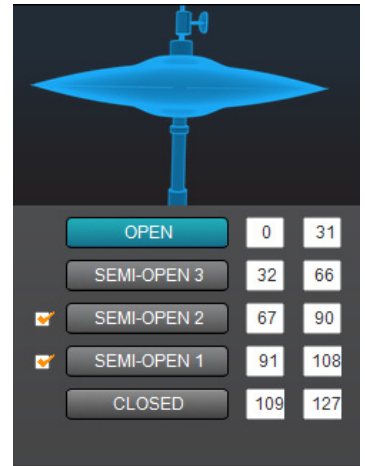 OPEN 0 31
SEMI-OPEN 3 32 66
SEMI-OPEN 2 67 90
SEMI-OPEN 1 91 108
CLOSED 109 127